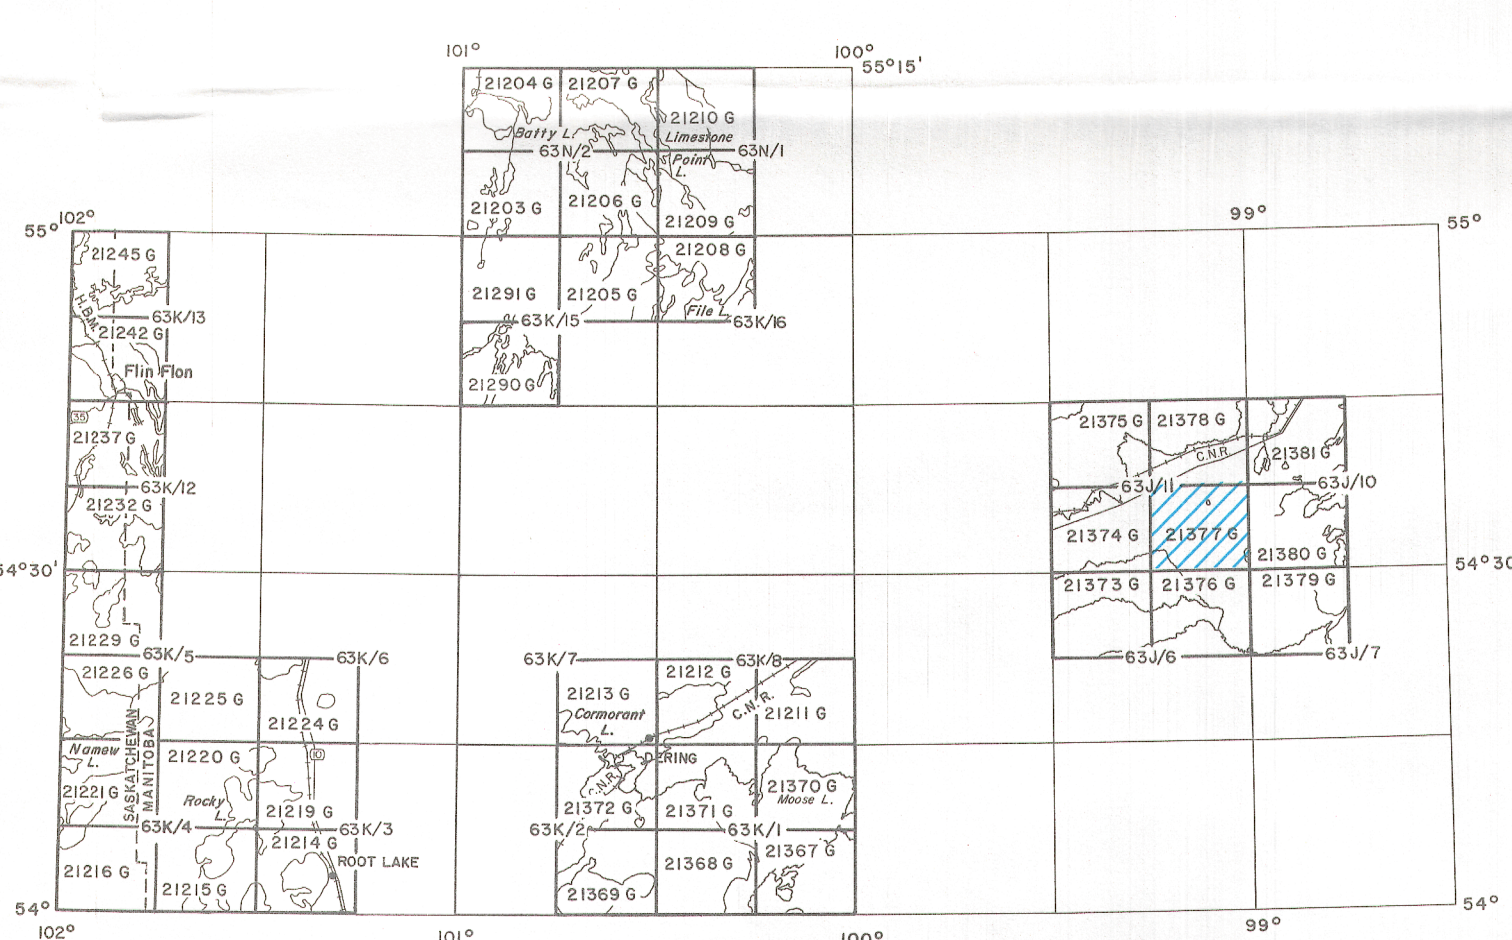 101°
100°
55°15'
21204 G
21207 G
21210 G
Batty L.
Limestone
Point
L.
63N/2
63N/1
21203 G
21206 G
21209 G
21208 G
21291 G
21205 G
File L.
63K/15
63K/16
21290 G
55°
102°
99°
55°
21245 G
H.B.M.
63K/13
21242 G
Flin Flon
35
21237 G
63K/12
21232 G
54°30'
21229 G
63K/5
63K/6
21226 G
21225 G
21224 G
SASKATCHEWAN
MANITOBA
Namew
L.
21220 G
10
21221 G
Rocky
L.
21219 G
63K/4
63K/3
21214 G
ROOT LAKE
21216 G
21215 G
54°
102°
63K/7
63K/8
21212 G
21213 G
C.N.R.
21211 G
Cormorant
L.
DERING
C.N.R.
21370 G
Moose L.
21372 G
21371 G
63K/2
63K/1
21367 G
21368 G
21369 G
101°
100°
21375 G
21378 G
C.N.R.
21381 G
63J/11
63J/10
21374 G
21377 G
21380 G
54°30
21373 G
21376 G
21379 G
63J/6
63J/7
54°
99°